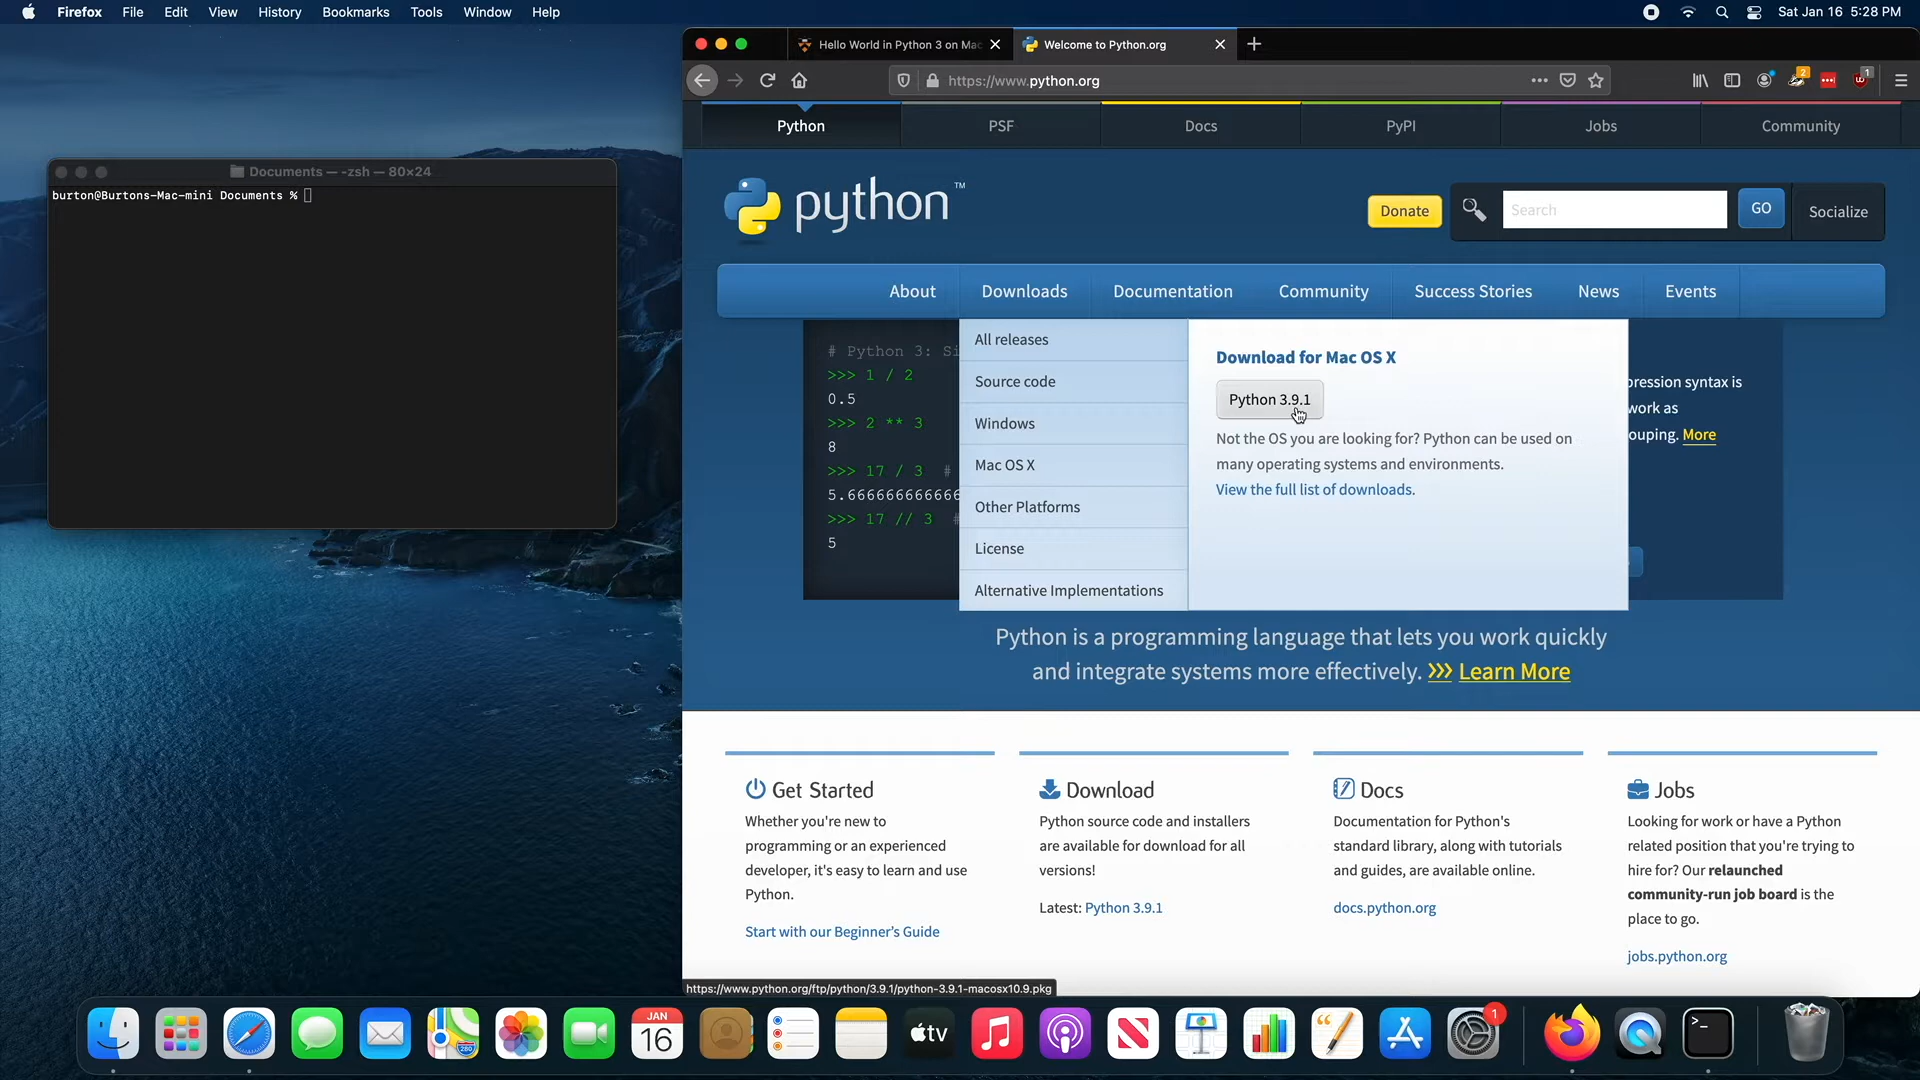 Firefox File Edit View History Bookmarks Tools Window Help
Sat Jan 16 5:28 PM
Hello World in Python 3 on Mac
Welcome to Python.org
https://www.python.org
2
1
Python PSF Docs PyPI Jobs Community
Documents — -zsh — 80×24
burton@Burtons-Mac-mini Documents %
python™
Donate
Search
GO
Socialize
About Downloads Documentation Community Success Stories News Events
# Python 3: Si
>>> 1 / 2
0.5
>>> 2 ** 3
8
>>> 17 / 3 #
5.666666666666
>>> 17 // 3 #
5
All releases
Source code
Windows
Mac OS X
Other Platforms
License
Alternative Implementations
Download for Mac OS X
Python 3.9.1
Not the OS you are looking for? Python can be used on
many operating systems and environments.
View the full list of downloads.
pression syntax is
work as
ouping. More
Python is a programming language that lets you work quickly
and integrate systems more effectively. >>> Learn More
Get Started
Whether you're new to
programming or an experienced
developer, it's easy to learn and use
Python.
Start with our Beginner's Guide
Download
Python source code and installers
are available for download for all
versions!
Latest: Python 3.9.1
Docs
Documentation for Python's
standard library, along with tutorials
and guides, are available online.
docs.python.org
Jobs
Looking for work or have a Python
related position that you're trying to
hire for? Our relaunched
community-run job board is the
place to go.
jobs.python.org
https://www.python.org/ftp/python/3.9.1/python-3.9.1-macosx10.9.pkg
280
JAN
16
tv
1
>_